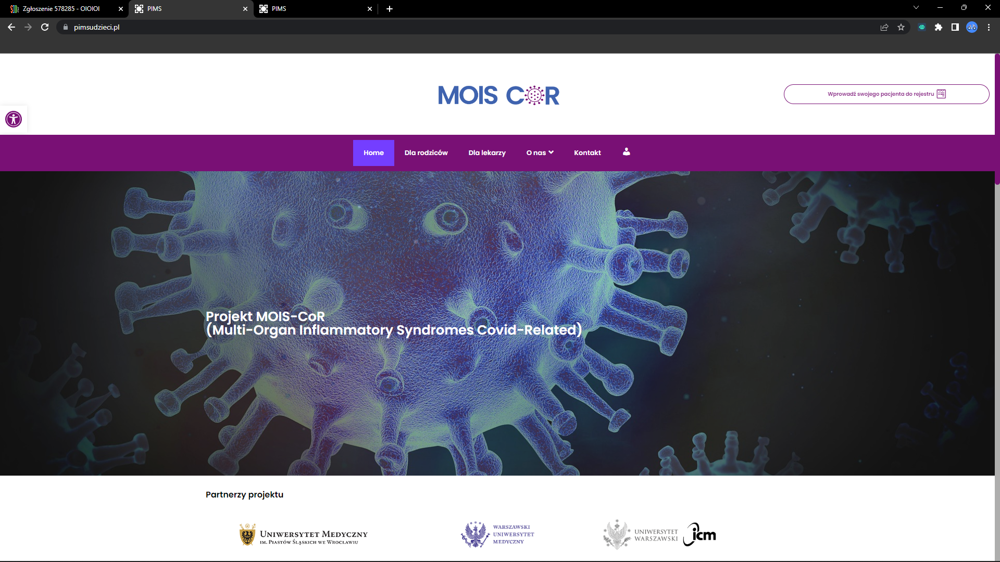 Zgłoszenie 578285 - OIOIOI
PIMS
PIMS
pimsudzieci.pl
MOIS CoR
Wprowadź swojego pacjenta do rejestru
Home
Dla rodziców
Dla lekarzy
O nas
Kontakt
Projekt MOIS-CoR
(Multi-Organ Inflammatory Syndromes Covid-Related)
Partnerzy projektu
UNIWERSYTET MEDYCZNY
IM. PIASTÓW ŚLĄSKICH WE WROCŁAWIU
WARSZAWSKI
UNIWERSYTET
MEDYCZNY
UNIWERSYTET
WARSZAWSKI
icm